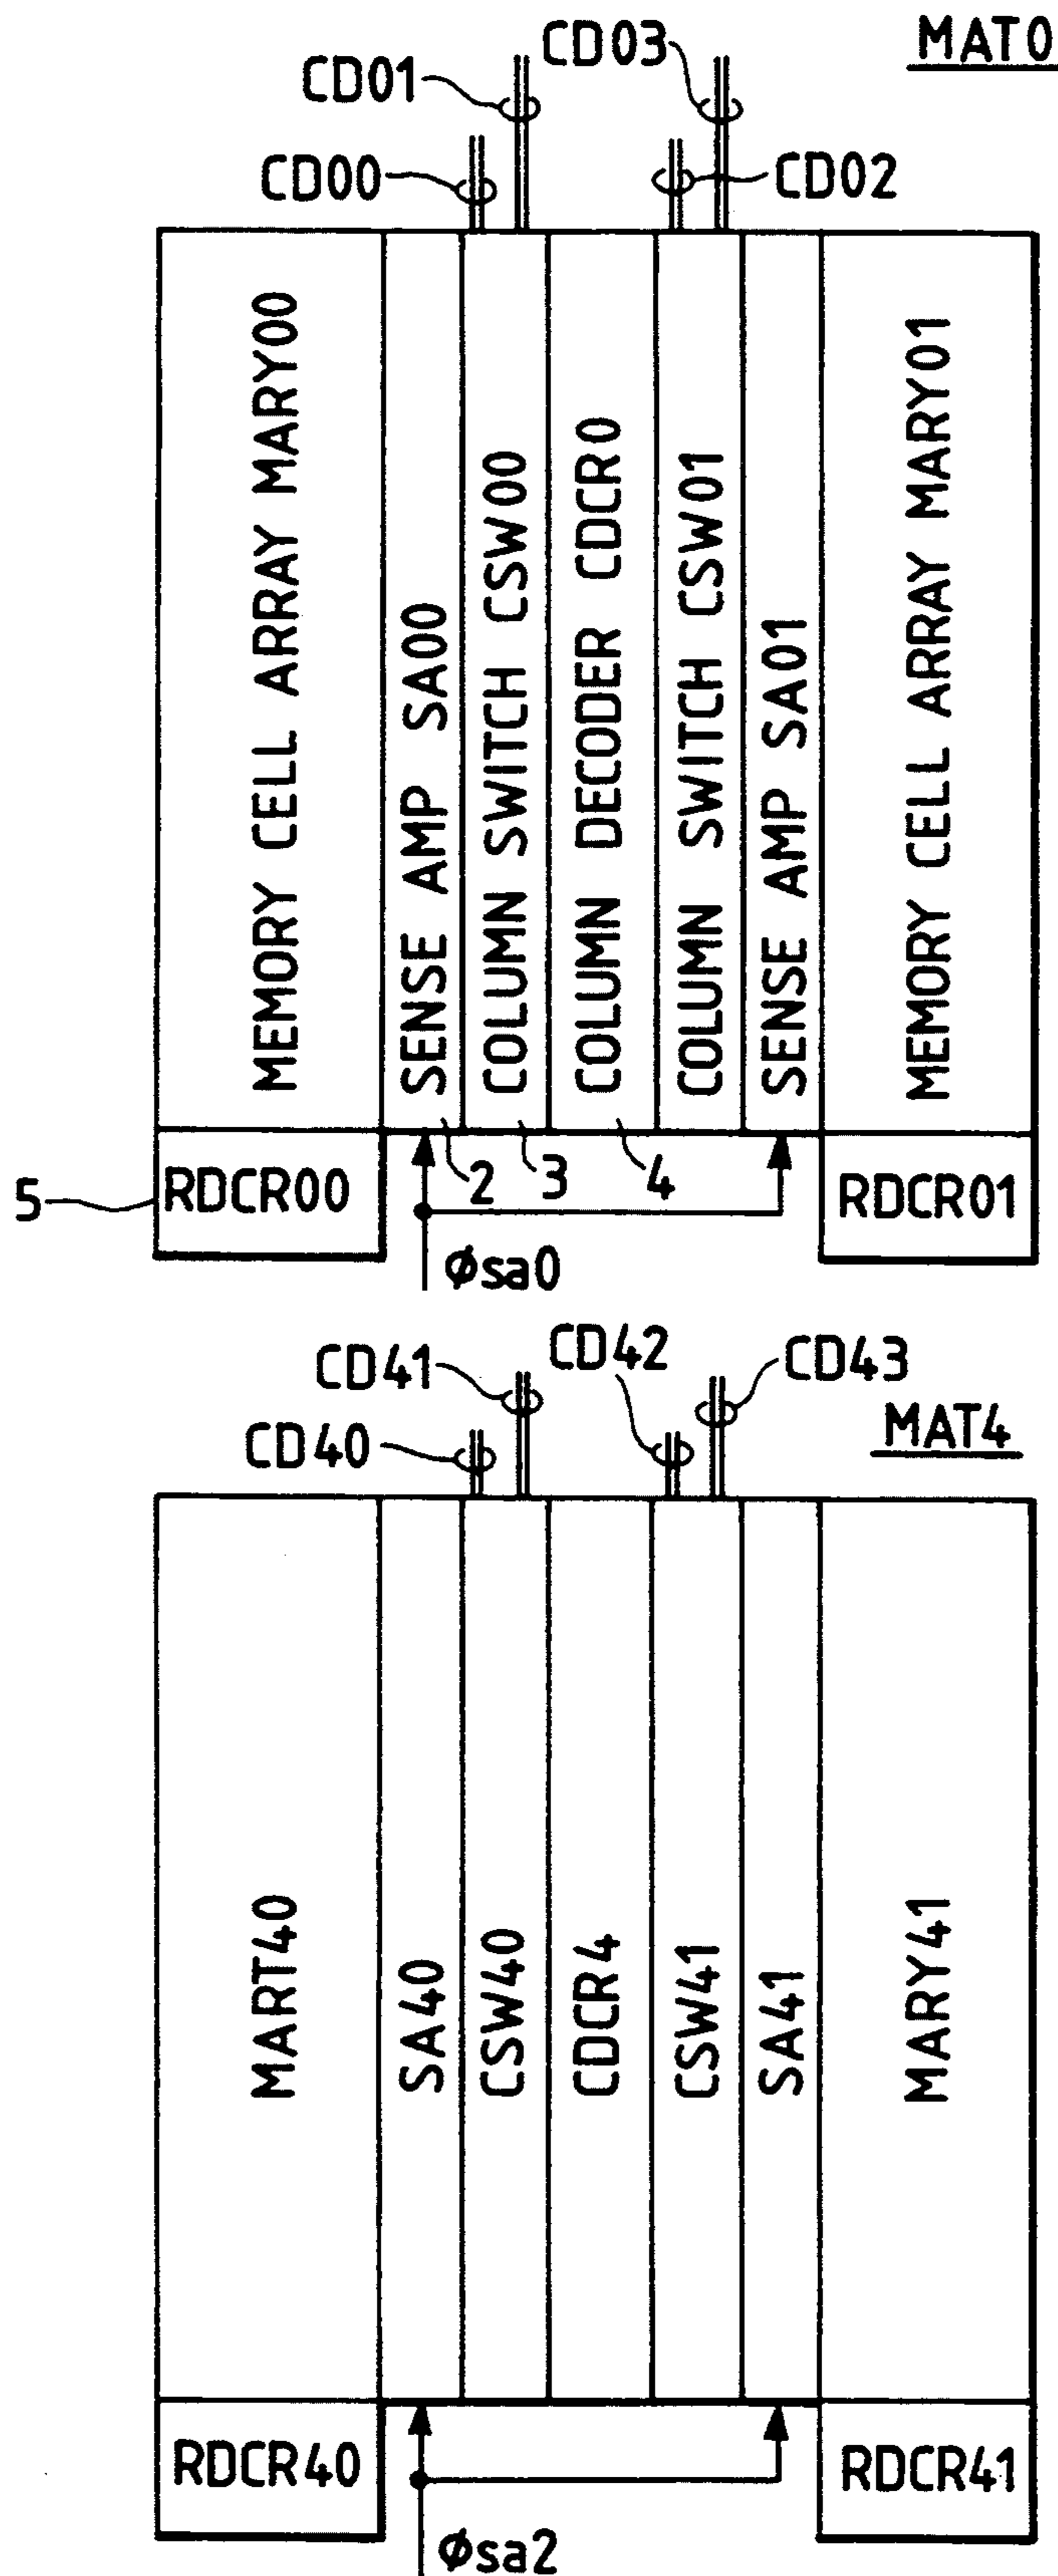 MAT0
CD01
CD03
CD00
CD02
MEMORY CELL ARRAY MARY00
SENSE AMP SA00
COLUMN SWITCH CSW00
COLUMN DECODER CDCR0
COLUMN SWITCH CSW01
SENSE AMP SA01
MEMORY CELL ARRAY MARY01
5
RDCR00
2
3
4
RDCR01
øsa0
CD41
CD42
CD43
CD40
MAT4
MART40
SA40
CSW40
CDCR4
CSW41
SA41
MARY41
RDCR40
RDCR41
øsa2